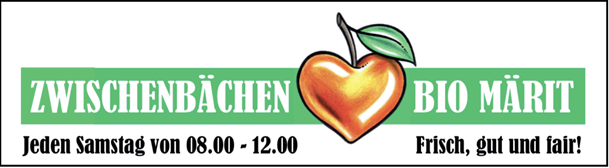 ZWISCHENBÄCHEN BIO MÄRIT
Jeden Samstag von 08.00 - 12.00 Frisch, gut und fair!